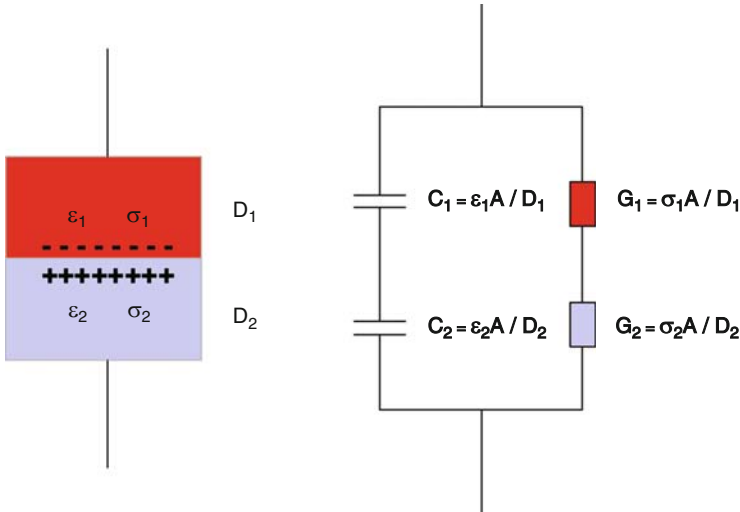 ε₁ σ₁ D₁
- - - - - - - -
++++++++
ε₂ σ₂ D₂
C₁ = ε₁A / D₁ G₁ = σ₁A / D₁
C₂ = ε₂A / D₂ G₂ = σ₂A / D₂